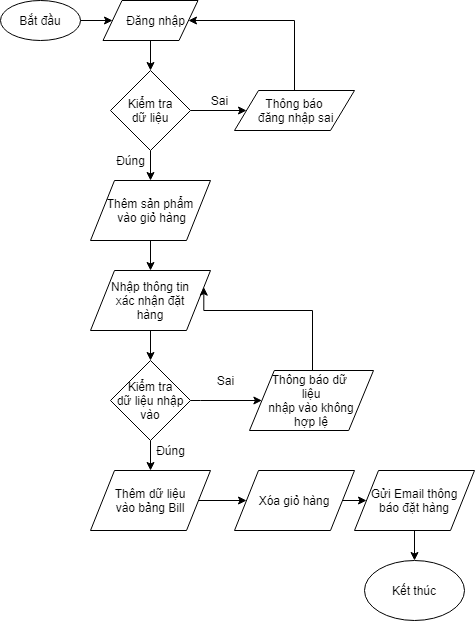 Bắt đầu
Đăng nhập
Kiểm tra
dữ liệu
Sai
Thông báo
đăng nhập sai
Đúng
Thêm sản phẩm
vào giỏ hàng
Nhập thông tin
xác nhận đặt
hàng
Kiểm tra
dữ liệu nhập
vào
Sai
Thông báo dữ
liệu
nhập vào không
hợp lệ
Đúng
Thêm dữ liệu
vào bảng Bill
Xóa giỏ hàng
Gửi Email thông
báo đặt hàng
Kết thúc